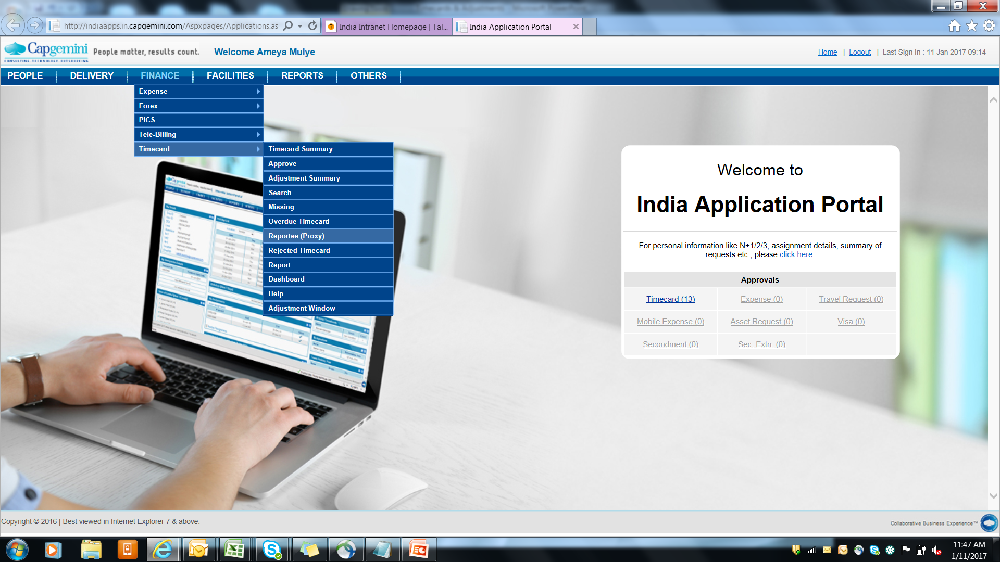 http://indiaapps.in.capgemini.com/Aspxpages/Applications.as
India Intranet Homepage | Tal...
India Application Portal
Capgemini
CONSULTING.TECHNOLOGY.OUTSOURCING
People matter, results count.
Welcome Ameya Mulye
Home | Logout | Last Sign In : 11 Jan 2017 09:14
PEOPLE
DELIVERY
FINANCE
FACILITIES
REPORTS
OTHERS
Expense
Forex
PICS
Tele-Billing
Timecard
Timecard Summary
Approve
Adjustment Summary
Search
Missing
Overdue Timecard
Reportee (Proxy)
Rejected Timecard
Report
Dashboard
Help
Adjustment Window
Welcome to
India Application Portal
For personal information like N+1/2/3, assignment details, summary of
requests etc., please click here.
Approvals
Timecard (13)
Expense (0)
Travel Request (0)
Mobile Expense (0)
Asset Request (0)
Visa (0)
Secondment (0)
Sec. Extn. (0)
Copyright © 2016 | Best viewed in Internet Explorer 7 & above.
Collaborative Business Experience™
11:47 AM
1/11/2017